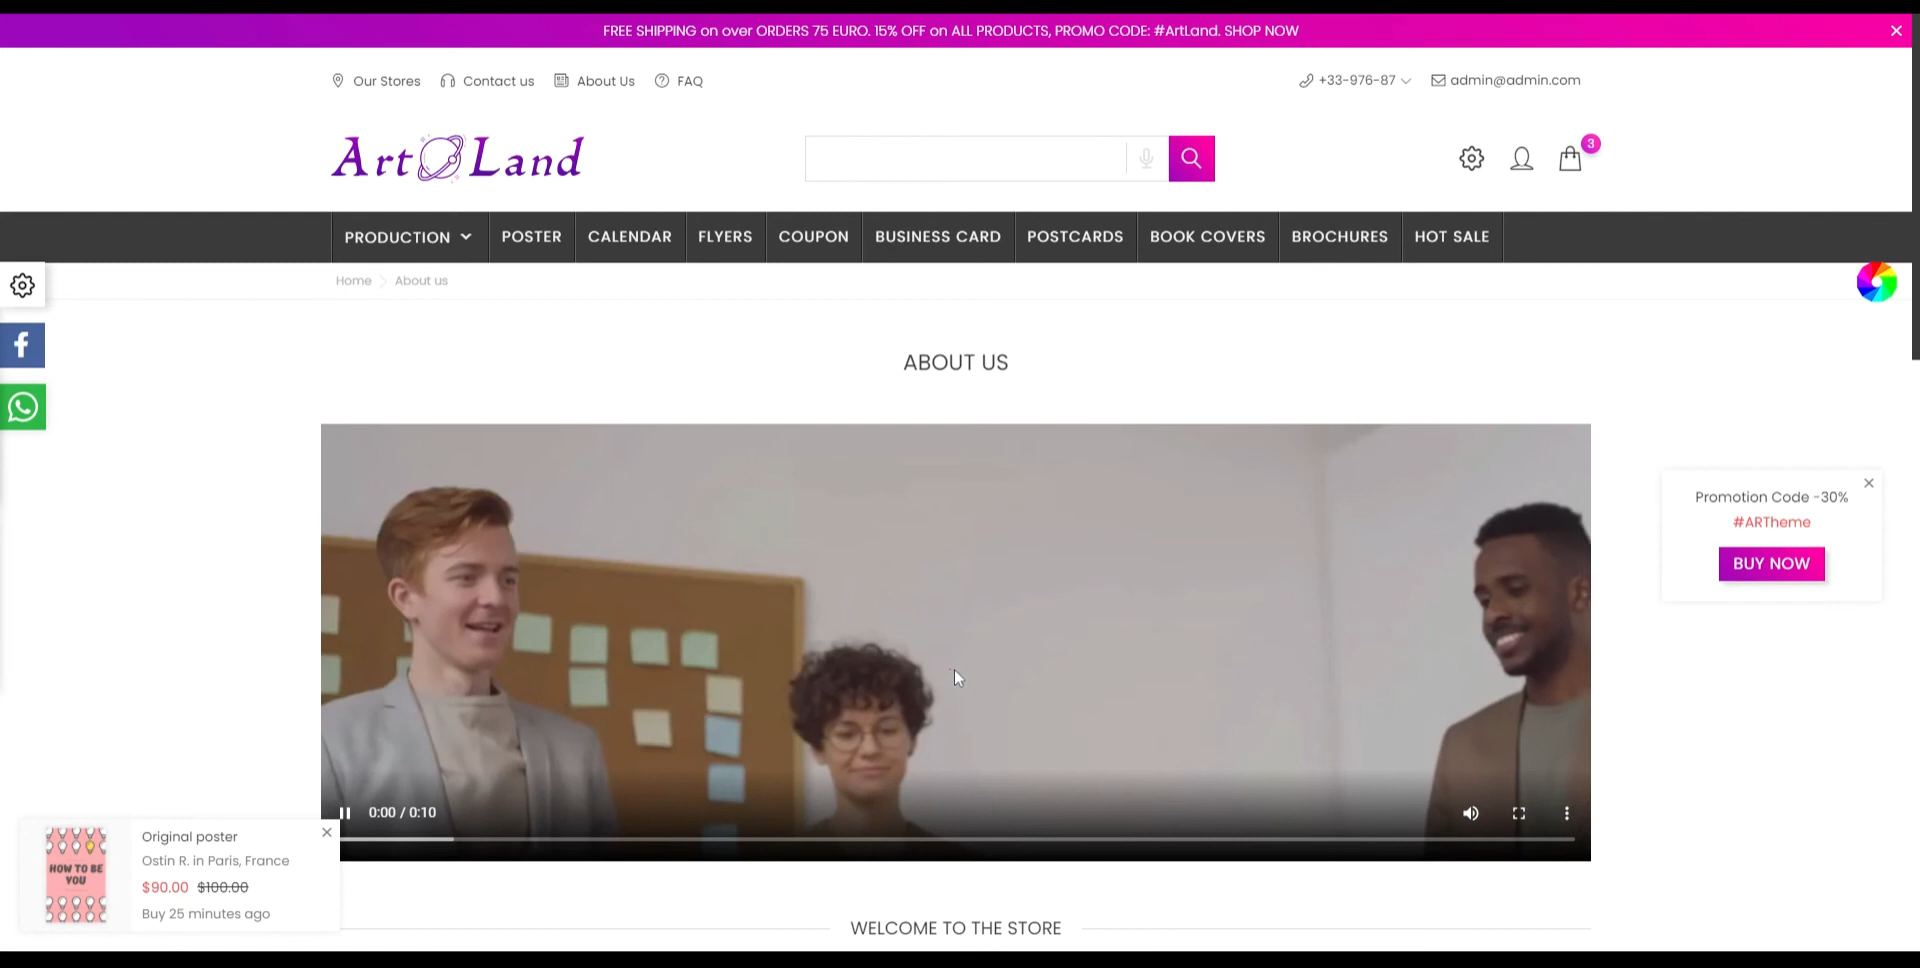 FREE SHIPPING on over ORDERS 75 EURO. 15% OFF on ALL PRODUCTS, PROMO CODE: #ArtLand. SHOP NOW
Our Stores Contact us About Us FAQ
+33-976-87 admin@admin.com
Art Land
3
PRODUCTION POSTER CALENDAR FLYERS COUPON BUSINESS CARD POSTCARDS BOOK COVERS BROCHURES HOT SALE
Home About us
ABOUT US
Promotion Code -30%
#ARTheme
BUY NOW
0:00 / 0:10
HOW TO BE
YOU
Original poster
Ostin R. in Paris, France
$90.00 $100.00
Buy 25 minutes ago
WELCOME TO THE STORE